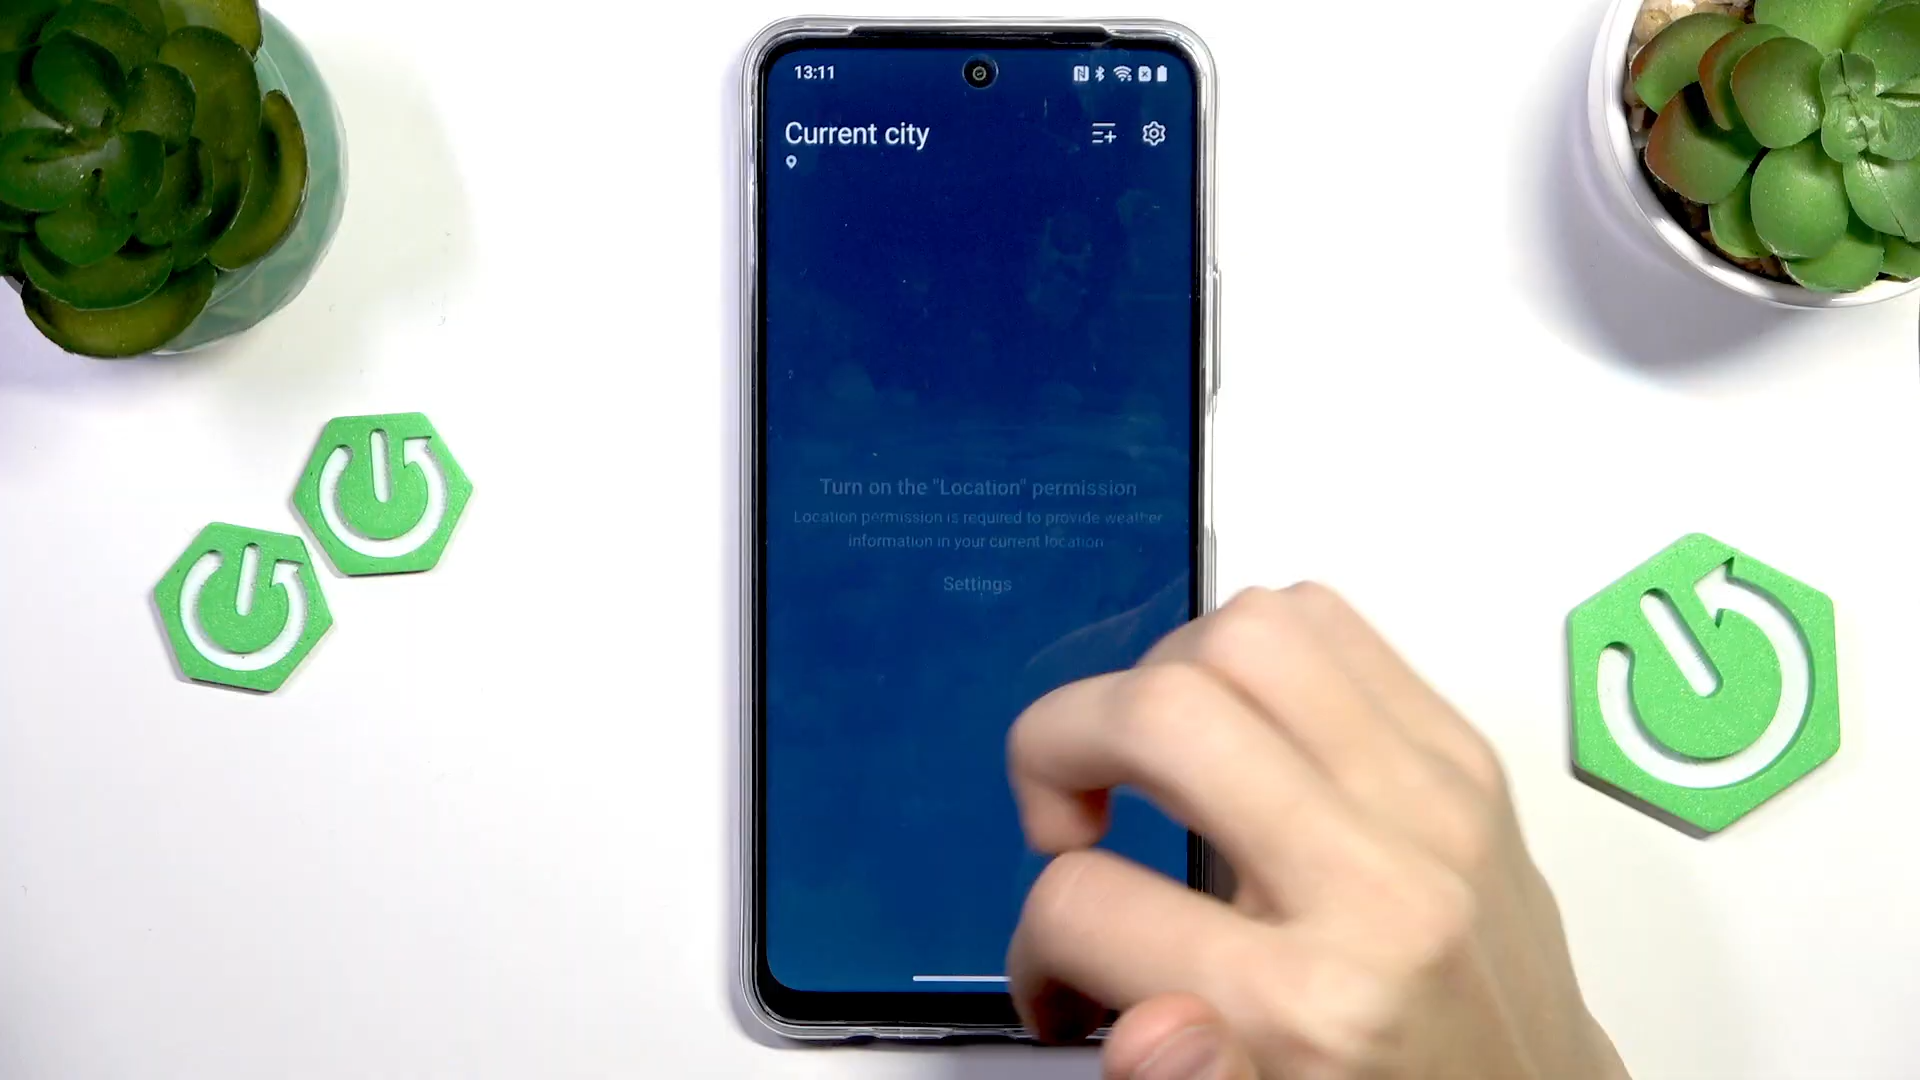 13:11
Current city
Turn on the "Location" permission
Location permission is required to provide weather
information in your current location
Settings